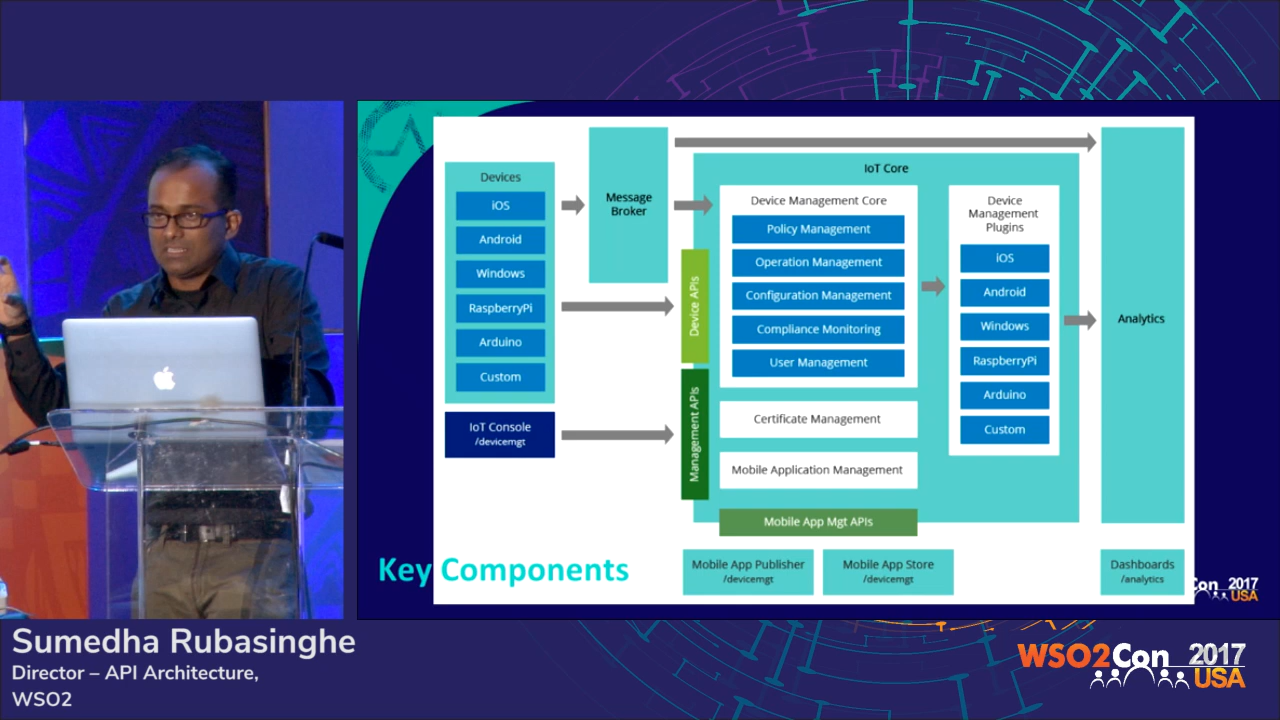 Devices
iOS
Android
Windows
RaspberryPi
Arduino
Custom
IoT Console
/devicemgt
Message
Broker
IoT Core
Device APIs
Management APIs
Device Management Core
Policy Management
Operation Management
Configuration Management
Compliance Monitoring
User Management
Certificate Management
Mobile Application Management
Mobile App Mgt APIs
Device
Management
Plugins
iOS
Android
Windows
RaspberryPi
Arduino
Custom
Analytics
Key Components
Mobile App Publisher
/devicemgt
Mobile App Store
/devicemgt
Dashboards
/analytics
Con 2017
USA
Sumedha Rubasinghe
Director – API Architecture,
WSO2
WSO2Con 2017
USA